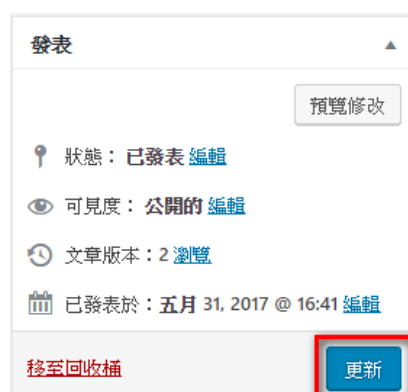 發表
預覽修改
狀態：已發表 編輯
可見度：公開的 編輯
文章版本：2 瀏覽
已發表於：五月 31, 2017 @ 16:41 編輯
移至回收桶 更新